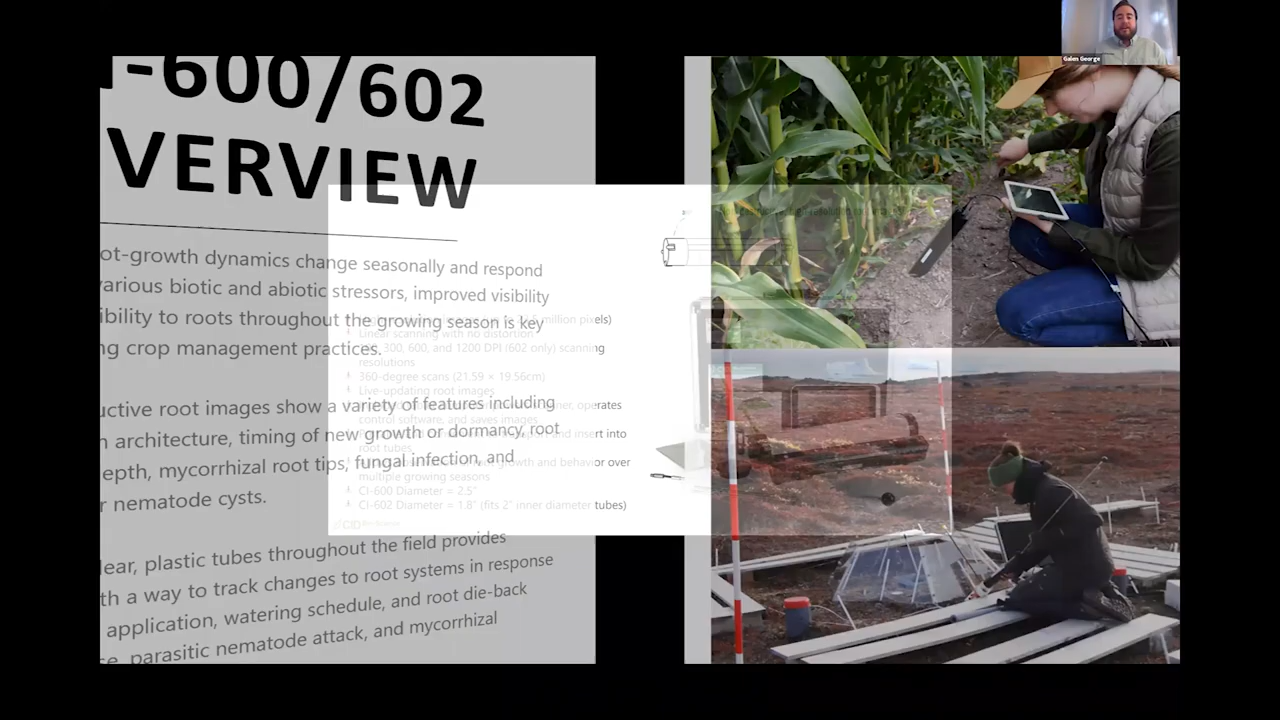 Galen George
-600/602
VERVIEW
ot-growth dynamics change seasonally and respond
various biotic and abiotic stressors, improved visibility
ibility to roots throughout the growing season is key
ng crop management practices.
uctive root images show a variety of features including
n architecture, timing of new growth or dormancy, root
epth, mycorrhizal root tips, fungal infection, and
r nematode cysts.
lear, plastic tubes throughout the field provides
th a way to track changes to root systems in response
application, watering schedule, and root die-back
se, parasitic nematode attack, and mycorrhizal
million pixels)
Linear scanning with no distortion
300, 600, and 1200 DPI (602 only) scanning
resolutions
360-degree scans (21.59 × 19.56cm)
Live-updating root images
operates
control software, and saves images
insert into
root tubes
growth and behavior over
multiple growing seasons
CI-600 Diameter = 2.5"
CI-602 Diameter = 1.8" (fits 2" inner diameter tubes)
CID Bio-Science